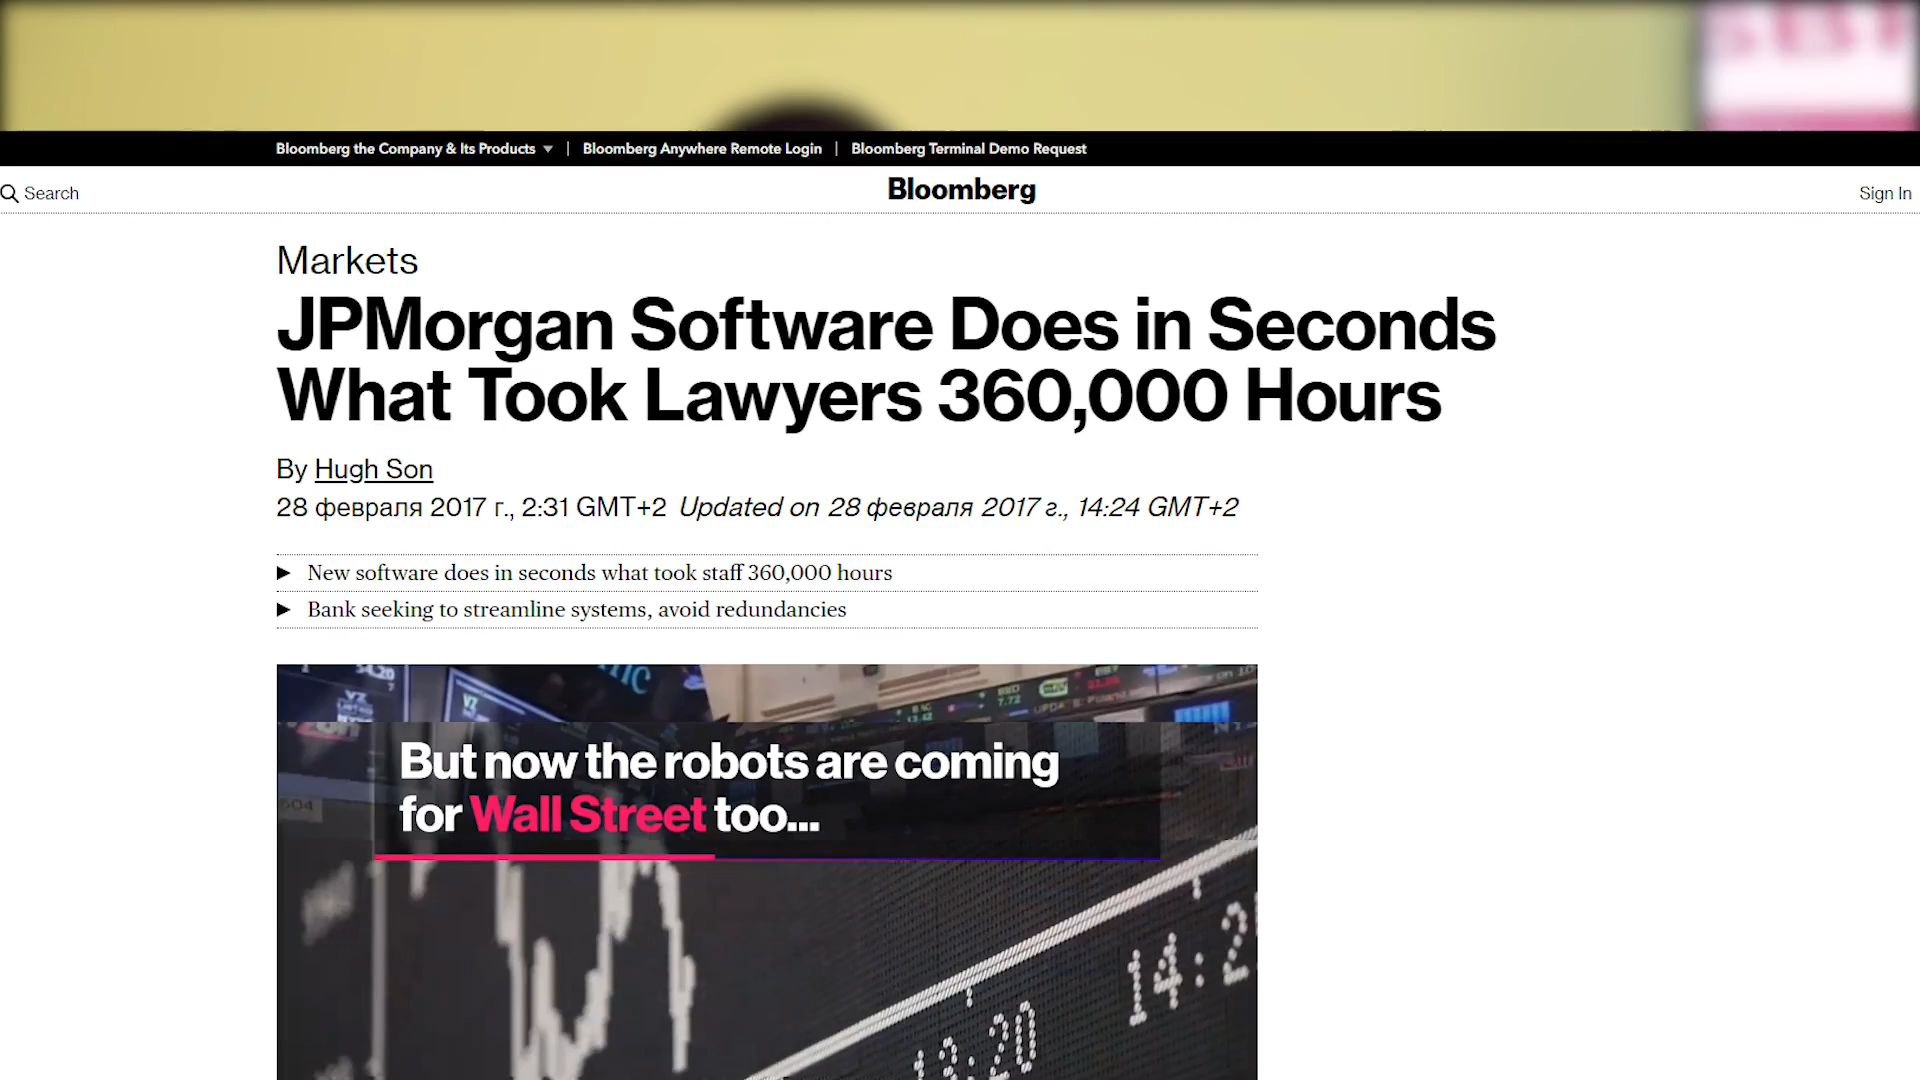 Bloomberg the Company & Its Products
Bloomberg Anywhere Remote Login
Bloomberg Terminal Demo Request
Search
Bloomberg
Sign In
Markets
JPMorgan Software Does in Seconds
What Took Lawyers 360,000 Hours
By Hugh Son
28 февраля 2017 г., 2:31 GMT+2 Updated on 28 февраля 2017 г., 14:24 GMT+2
New software does in seconds what took staff 360,000 hours
Bank seeking to streamline systems, avoid redundancies
VZ
VZ
7.72
But now the robots are coming
for Wall Street too...
13:20